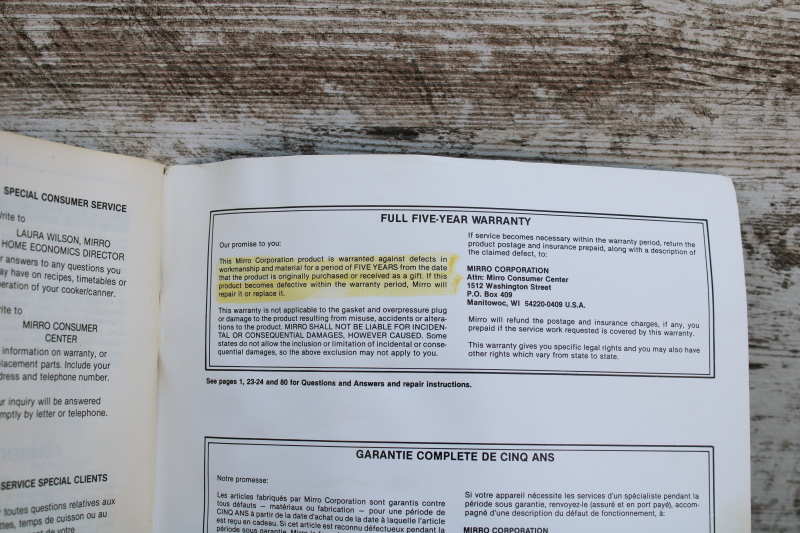 SPECIAL CONSUMER SERVICE
to
LAURA WILSON, MIRRO
HOME ECONOMICS DIRECTOR
answers to any questions you
have on recipes, timetables or
of your cooker/canner.
to
MIRRO CONSUMER
CENTER
information on warranty, or
parts. Include your
and telephone number.
inquiry will be answered
by letter or telephone.
SERVICE SPECIAL CLIENTS
toutes questions relatives aux
temps de cuisson ou au
de votre
FULL FIVE-YEAR WARRANTY
Our promise to you:
This Mirro Corporation product is warranted against defects in
workmanship and material for a period of FIVE YEARS from the date
that the product is originally purchased or received as a gift. If this
product becomes defective within the warranty period, Mirro will
repair it or replace it.
This warranty is not applicable to the gasket and overpressure plug
or damage to the product resulting from misuse, accidents or altera-
tions to the product. MIRRO SHALL NOT BE LIABLE FOR INCIDEN-
TAL OR CONSEQUENTIAL DAMAGES, HOWEVER CAUSED. Some
states do not allow the exclusion or limitation of incidental or conse-
quential damages, so the above exclusion may not apply to you.
If service becomes necessary within the warranty period, return the
product postage and insurance prepaid, along with a description of
the claimed defect, to:
MIRRO CORPORATION
Attn: Mirro Consumer Center
1512 Washington Street
P.O. Box 409
Manitowoc, WI 54220-0409 U.S.A.
Mirro will refund the postage and insurance charges, if any, you
prepaid if the service work requested is covered by this warranty.
This warranty gives you specific legal rights and you may also have
other rights which vary from state to state.
See pages 1, 23-24 and 80 for Questions and Answers and repair instructions.
GARANTIE COMPLETE DE CINQ ANS
Notre promesse:
Les articles fabriqués par Mirro Corporation sont garantis contre
tous défauts — matériaux ou fabrication — pour une période de
CINQ ANS à partir de la date d'achat ou de la date à laquelle l'article
est reçu en cadeau. Si cet article est reconnu défectueux pendant la
période sous garantie, Mirro
Si votre appareil nécessite les services d'un spécialiste pendant la
période sous garantie, renvoyez-le (assuré et en port payé), accom-
pagné d'une description du défaut de fonctionnement, à:
MIRRO CORPORATION